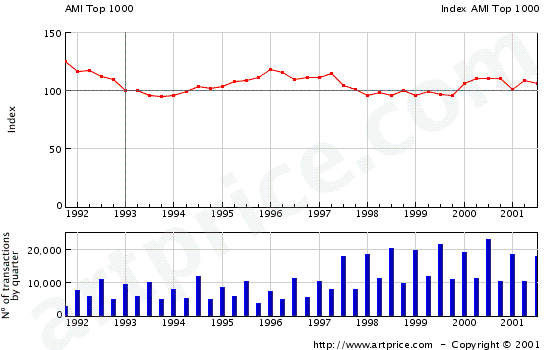 AMI Top 1000
Index AMI Top 1000
150
100
50
0
Index
1992 1993 1994 1995 1996 1997 1998 1999 2000 2001
20,000
10,000
0
N° of transactions
by quarter
1992 1993 1994 1995 1996 1997 1998 1999 2000 2001
artprice.com
http://www.artprice.com - Copyright © 2001